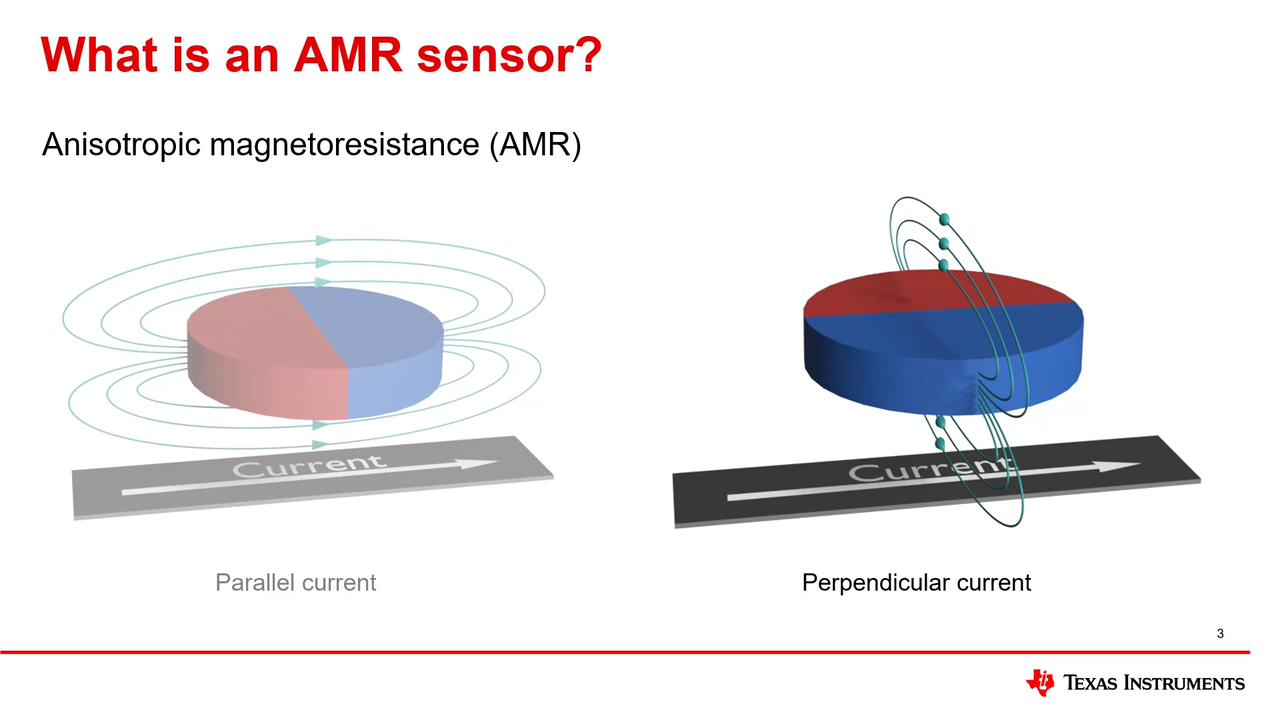 What is an AMR sensor?
Anisotropic magnetoresistance (AMR)
Current
Current
Parallel current
Perpendicular current
3
TEXAS INSTRUMENTS